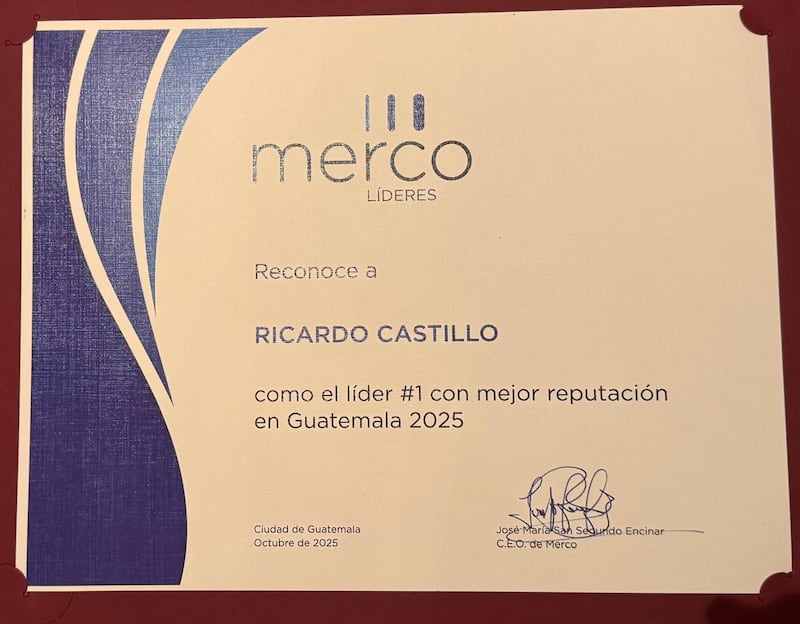 merco
LÍDERES
Reconoce a
RICARDO CASTILLO
como el líder #1 con mejor reputación
en Guatemala 2025
Ciudad de Guatemala
Octubre de 2025
José María San Segundo Encinar
C.E.O. de Merco